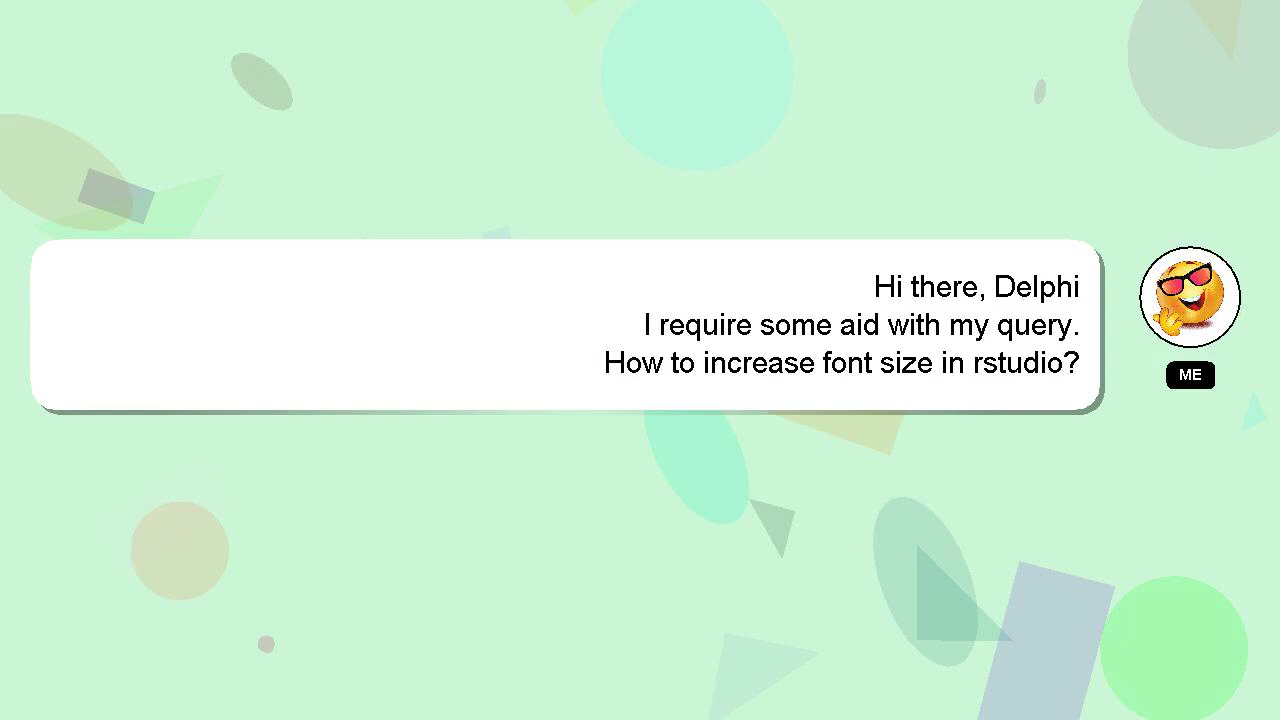 Hi there, Delphi
I require some aid with my query.
How to increase font size in rstudio?
ME